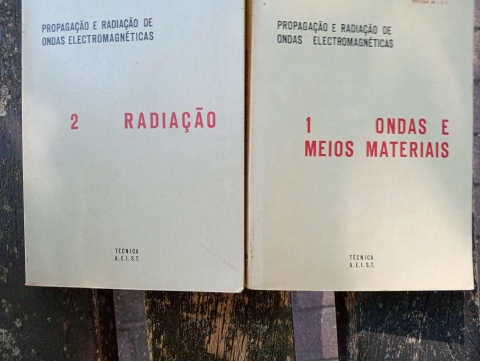 PROPAGAÇÃO E RADIAÇÃO DE
ONDAS ELECTROMAGNÉTICAS
2 RADIAÇÃO
TÉCNICA
A. E. I. S. T.
PROPAGAÇÃO E RADIAÇÃO DE
ONDAS ELECTROMAGNÉTICAS
1 ONDAS E
MEIOS MATERIAIS
TÉCNICA
A. E. I. S. T.